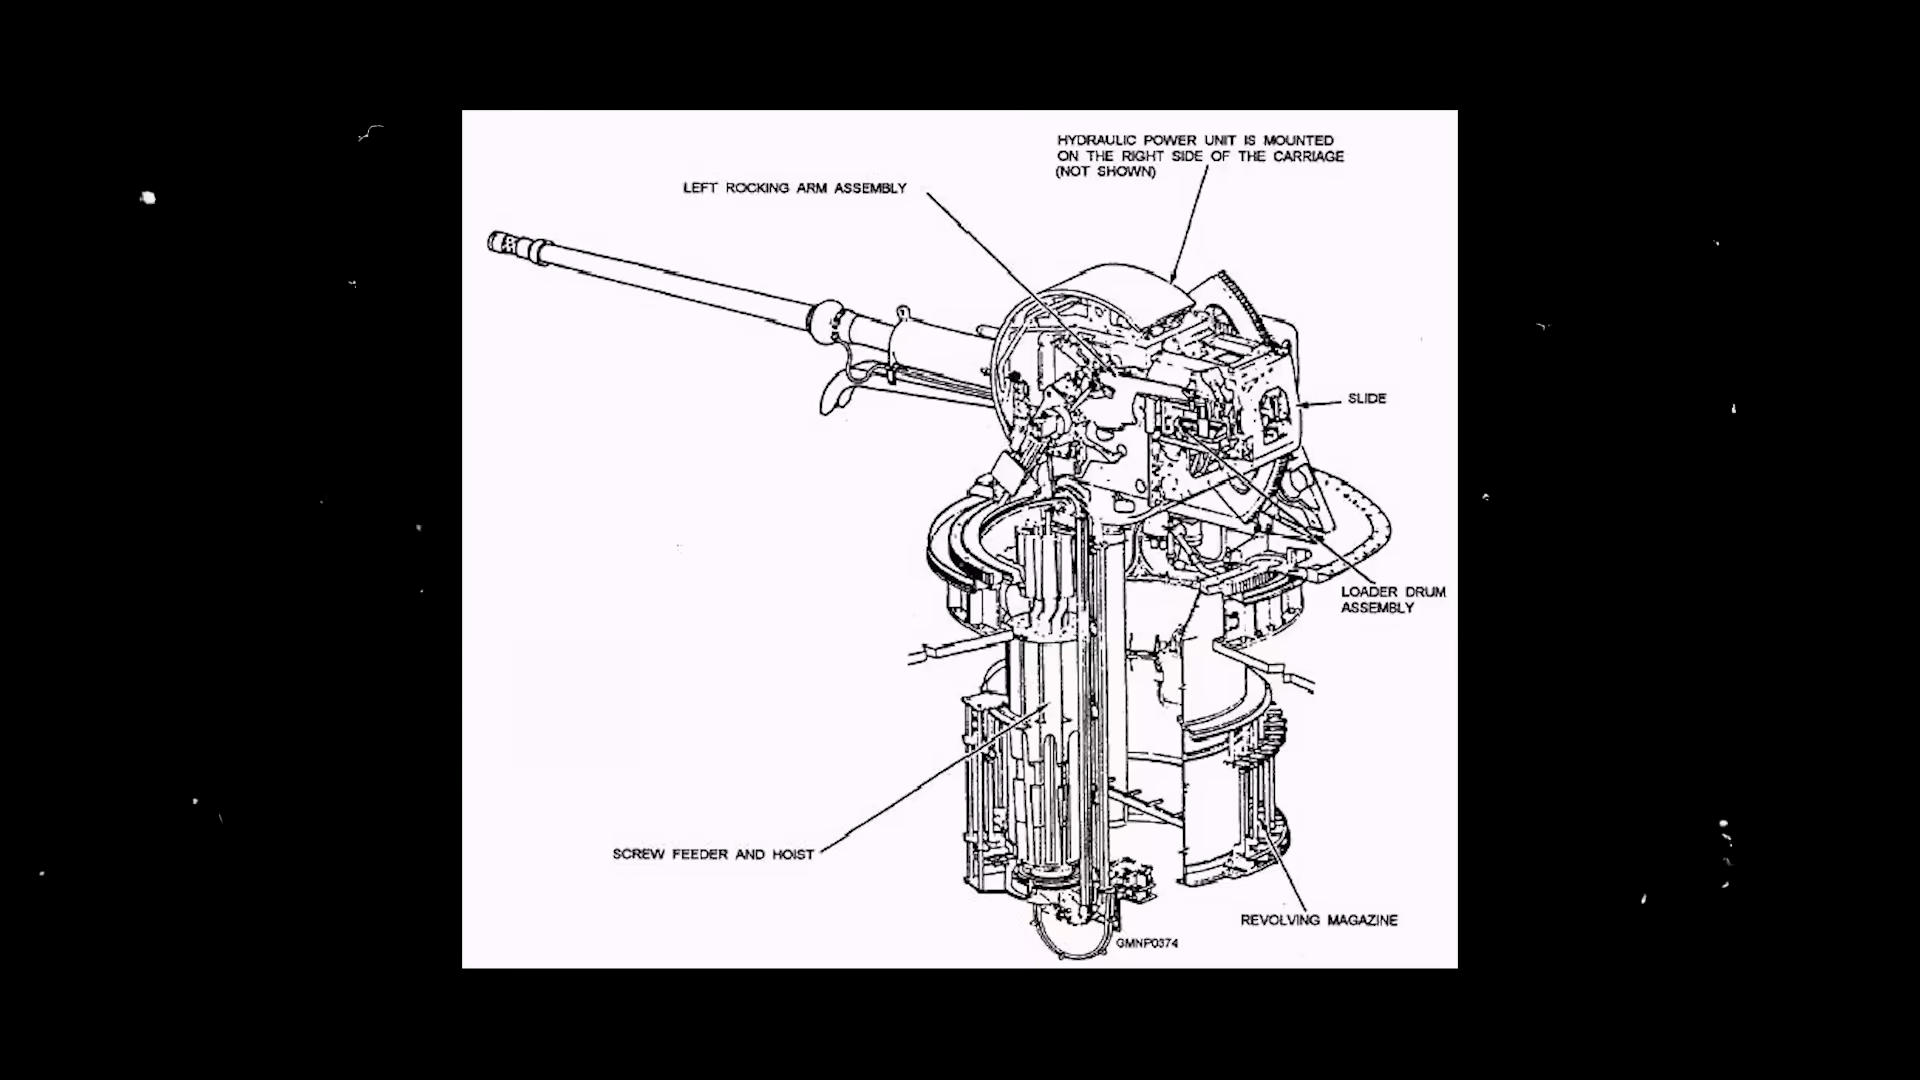 HYDRAULIC POWER UNIT IS MOUNTED
ON THE RIGHT SIDE OF THE CARRIAGE
(NOT SHOWN)
LEFT ROCKING ARM ASSEMBLY
SLIDE
LOADER DRUM
ASSEMBLY
SCREW FEEDER AND HOIST
REVOLVING MAGAZINE
GMNP0374